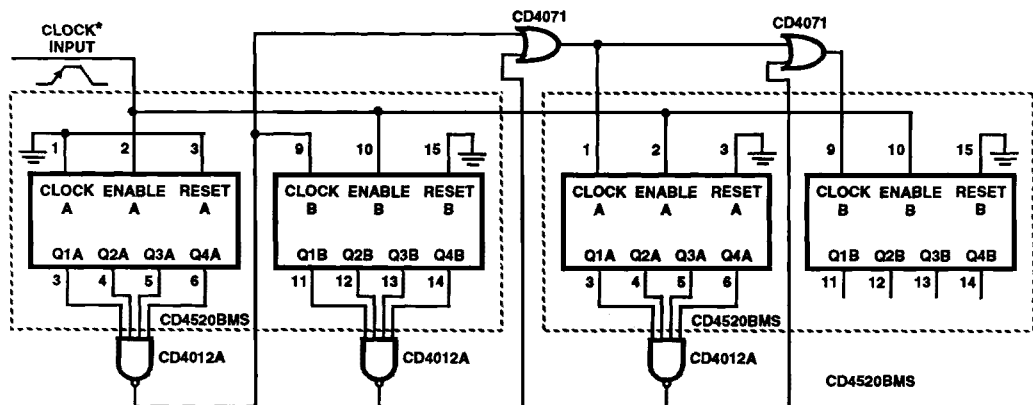 CD4071
CD4071
CLOCK*
INPUT
1 2 3 9 10 15 1 2 3 9 10 15
CLOCK ENABLE RESET
A A A
Q1A Q2A Q3A Q4A
CLOCK ENABLE RESET
B B B
Q1B Q2B Q3B Q4B
CLOCK ENABLE RESET
A A A
Q1A Q2A Q3A Q4A
CLOCK ENABLE RESET
B B B
Q1B Q2B Q3B Q4B
3 4 5 6 11 12 13 14 3 4 5 6 11 12 13 14
CD4520BMS
CD4520BMS
CD4012A
CD4012A
CD4012A
CD4520BMS